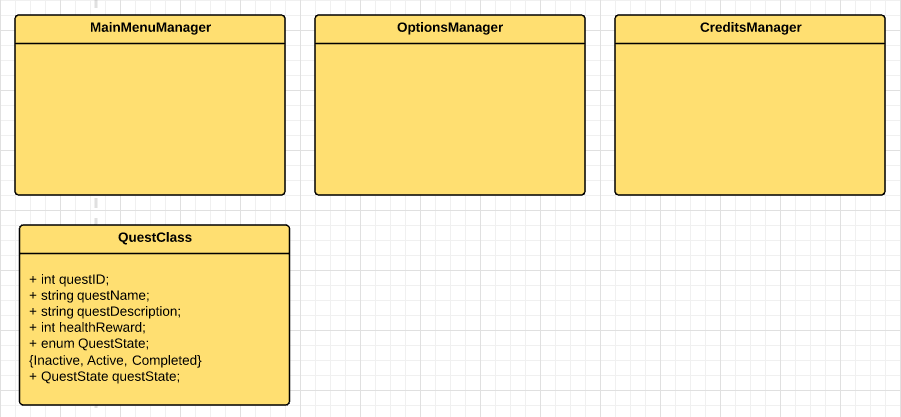 MainMenuManager
OptionsManager
CreditsManager
QuestClass
+ int questID;
+ string questName;
+ string questDescription;
+ int healthReward;
+ enum QuestState;
{Inactive, Active, Completed}
+ QuestState questState;